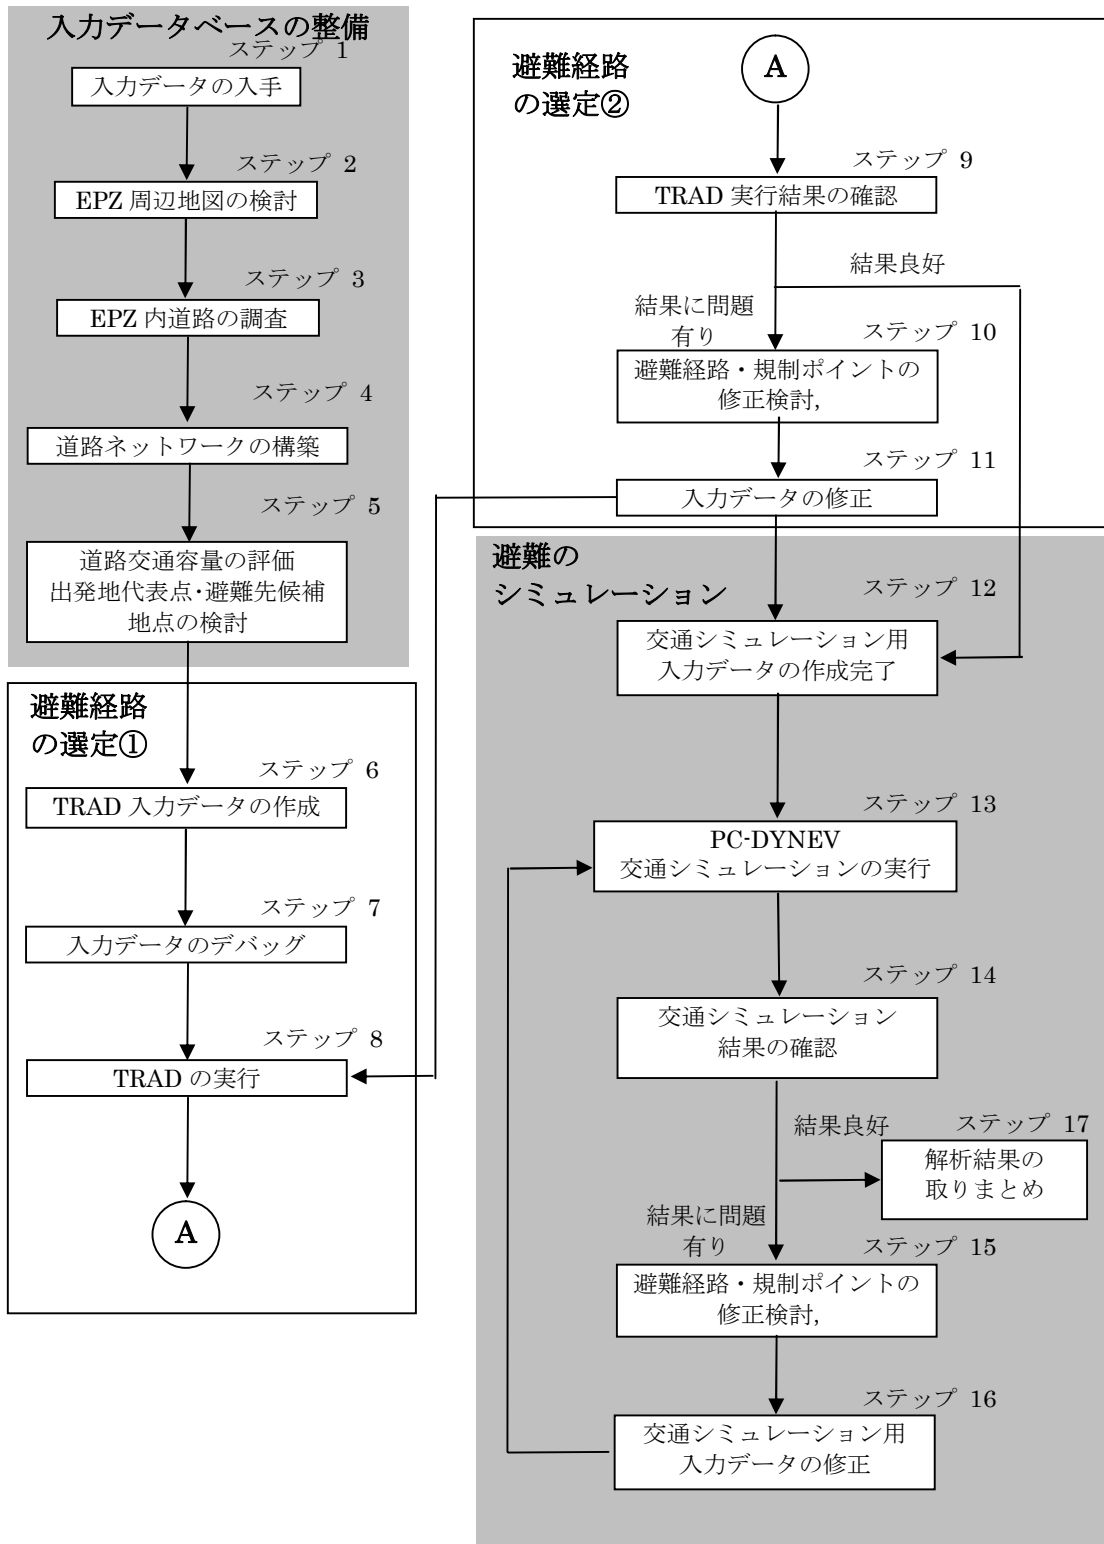 入力データベースの整備
ステップ 1
入力データの入手
ステップ 2
EPZ 周辺地図の検討
ステップ 3
EPZ 内道路の調査
ステップ 4
道路ネットワークの構築
ステップ 5
道路交通容量の評価
出発地代表点・避難先候補
地点の検討
避難経路
の選定①
ステップ 6
TRAD 入力データの作成
ステップ 7
入力データのデバッグ
ステップ 8
TRAD の実行
A
避難経路
の選定②
A
ステップ 9
TRAD 実行結果の確認
結果良好
結果に問題
有り
ステップ 10
避難経路・規制ポイントの
修正検討,
ステップ 11
入力データの修正
避難の
シミュレーション
ステップ 12
交通シミュレーション用
入力データの作成完了
ステップ 13
PC-DYNEV
交通シミュレーションの実行
ステップ 14
交通シミュレーション
結果の確認
結果良好
ステップ 17
解析結果の
取りまとめ
結果に問題
有り
ステップ 15
避難経路・規制ポイントの
修正検討,
ステップ 16
交通シミュレーション用
入力データの修正